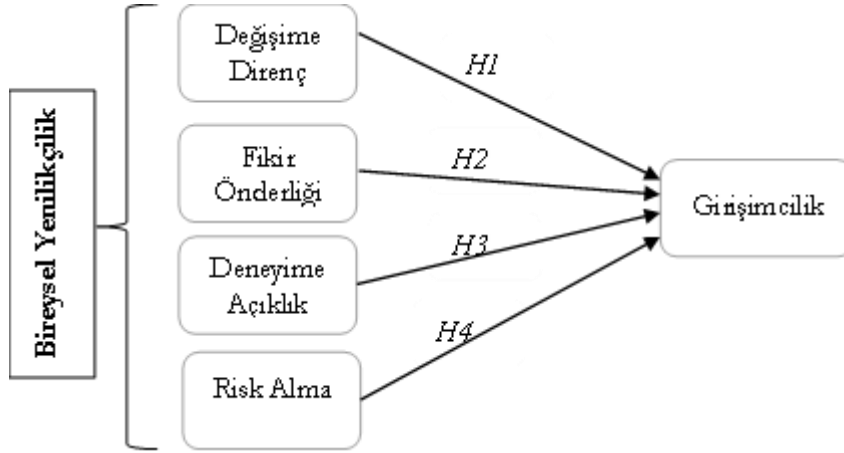 Bireysel Yenilikçilik
Değişime
Direnç
H1
Fikir
Önderliği
H2
Deneyime
Açıklık
H3
Risk Alma
H4
Girişimcilik